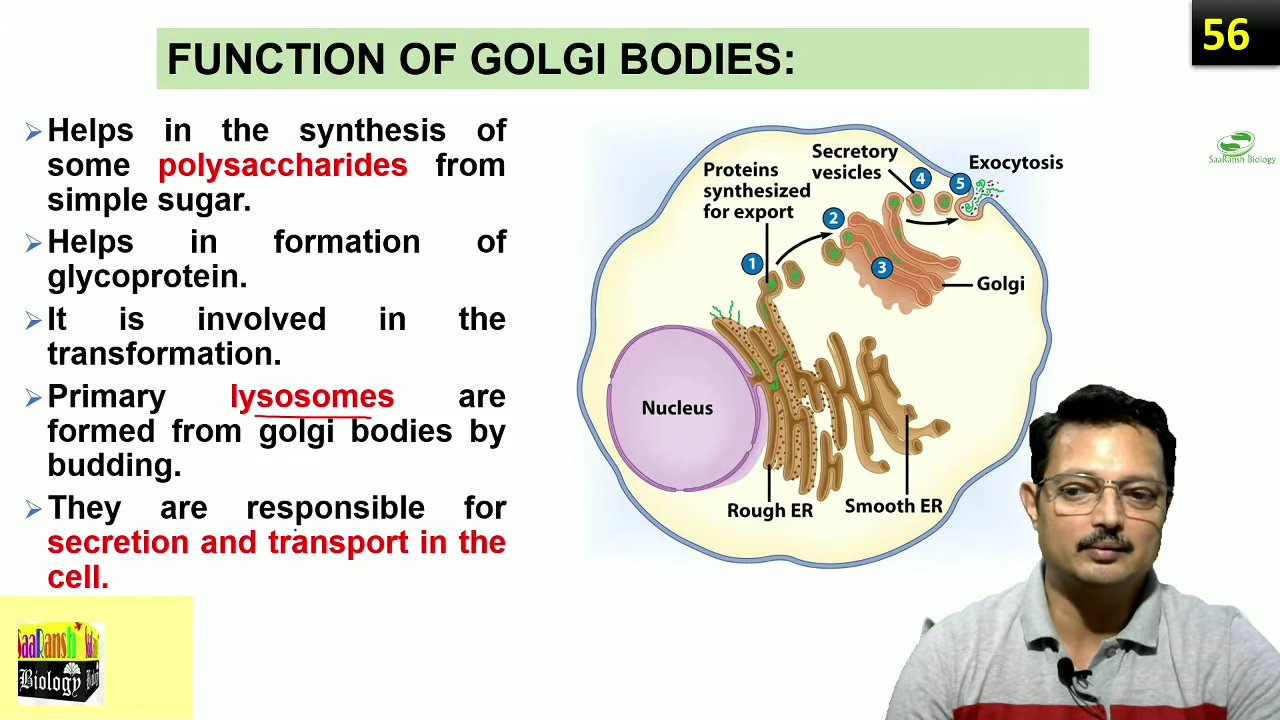 FUNCTION OF GOLGI BODIES:
56
Helps in the synthesis of
some polysaccharides from
simple sugar.
Helps in formation of
glycoprotein.
It is involved in the
transformation.
Primary lysosomes are
formed from golgi bodies by
budding.
They are responsible for
secretion and transport in the
cell.
SaaRansh Biology
Proteins
synthesized
for export
Secretory
vesicles
Exocytosis
1
2
3
4
5
Golgi
Nucleus
Rough ER
Smooth ER
SaaRansh
Biology